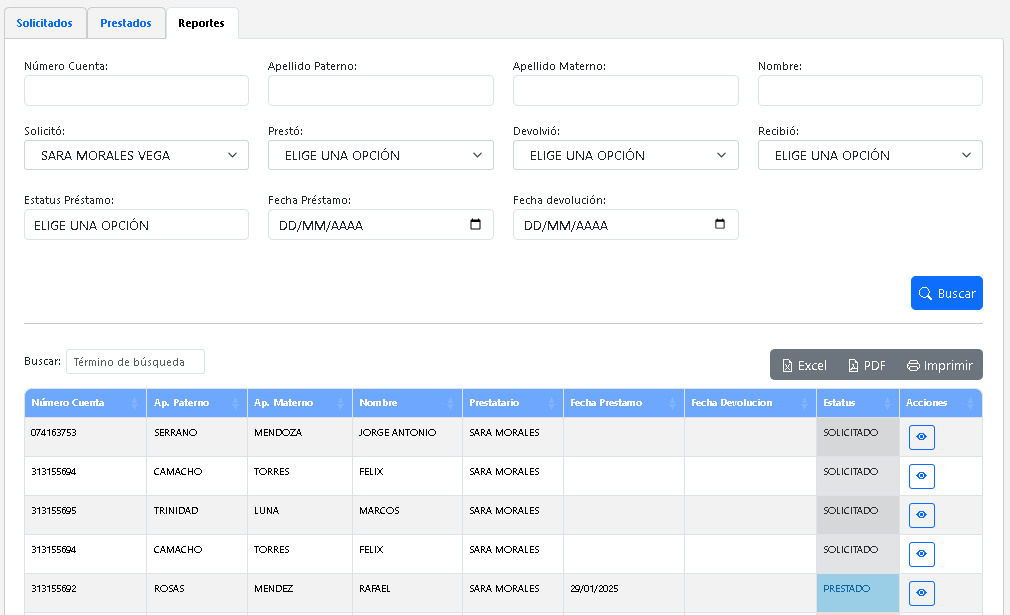 Solicitados Prestados Reportes
Número Cuenta: Apellido Paterno: Apellido Materno: Nombre:
Solicitó: Prestó: Devolvió: Recibió:
SARA MORALES VEGA ELIGE UNA OPCIÓN ELIGE UNA OPCIÓN ELIGE UNA OPCIÓN
Estatus Préstamo: Fecha Préstamo: Fecha devolución:
ELIGE UNA OPCIÓN DD/MM/AAAA DD/MM/AAAA
Buscar
Buscar: Término de búsqueda Excel PDF Imprimir
Número Cuenta Ap. Paterno Ap. Materno Nombre Prestatario Fecha Prestamo Fecha Devolucion Estatus Acciones
074163753 SERRANO MENDOZA JORGE ANTONIO SARA MORALES SOLICITADO
313155694 CAMACHO TORRES FELIX SARA MORALES SOLICITADO
313155695 TRINIDAD LUNA MARCOS SARA MORALES SOLICITADO
313155694 CAMACHO TORRES FELIX SARA MORALES SOLICITADO
313155692 ROSAS MENDEZ RAFAEL SARA MORALES 29/01/2025 PRESTADO